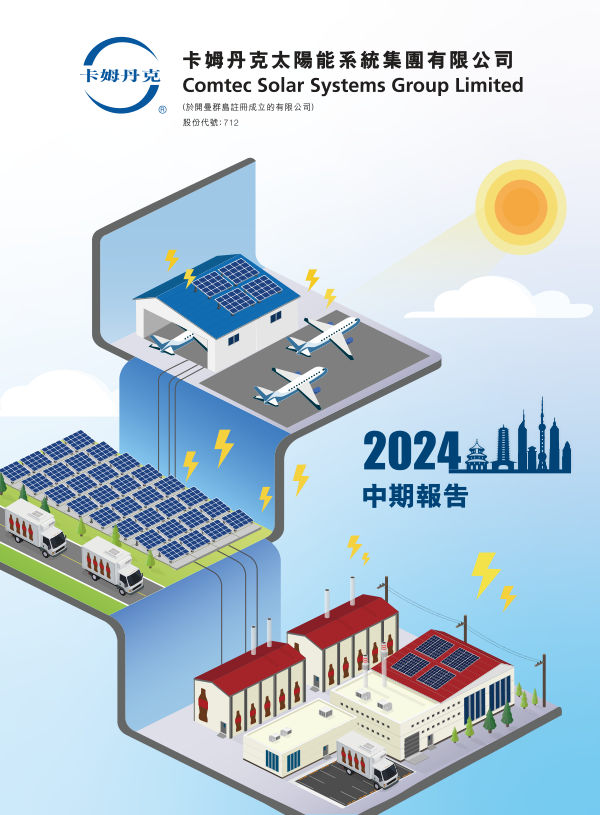 卡姆丹克
®
卡姆丹克太陽能系統集團有限公司
Comtec Solar Systems Group Limited
(於開曼群島註冊成立的有限公司)
股份代號：712
2024
中期報告